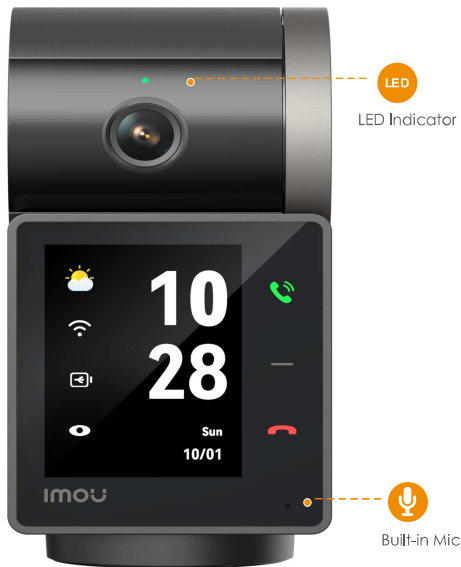 LED
LED Indicator
10
28
Sun
10/01
imou
Built-in Mic